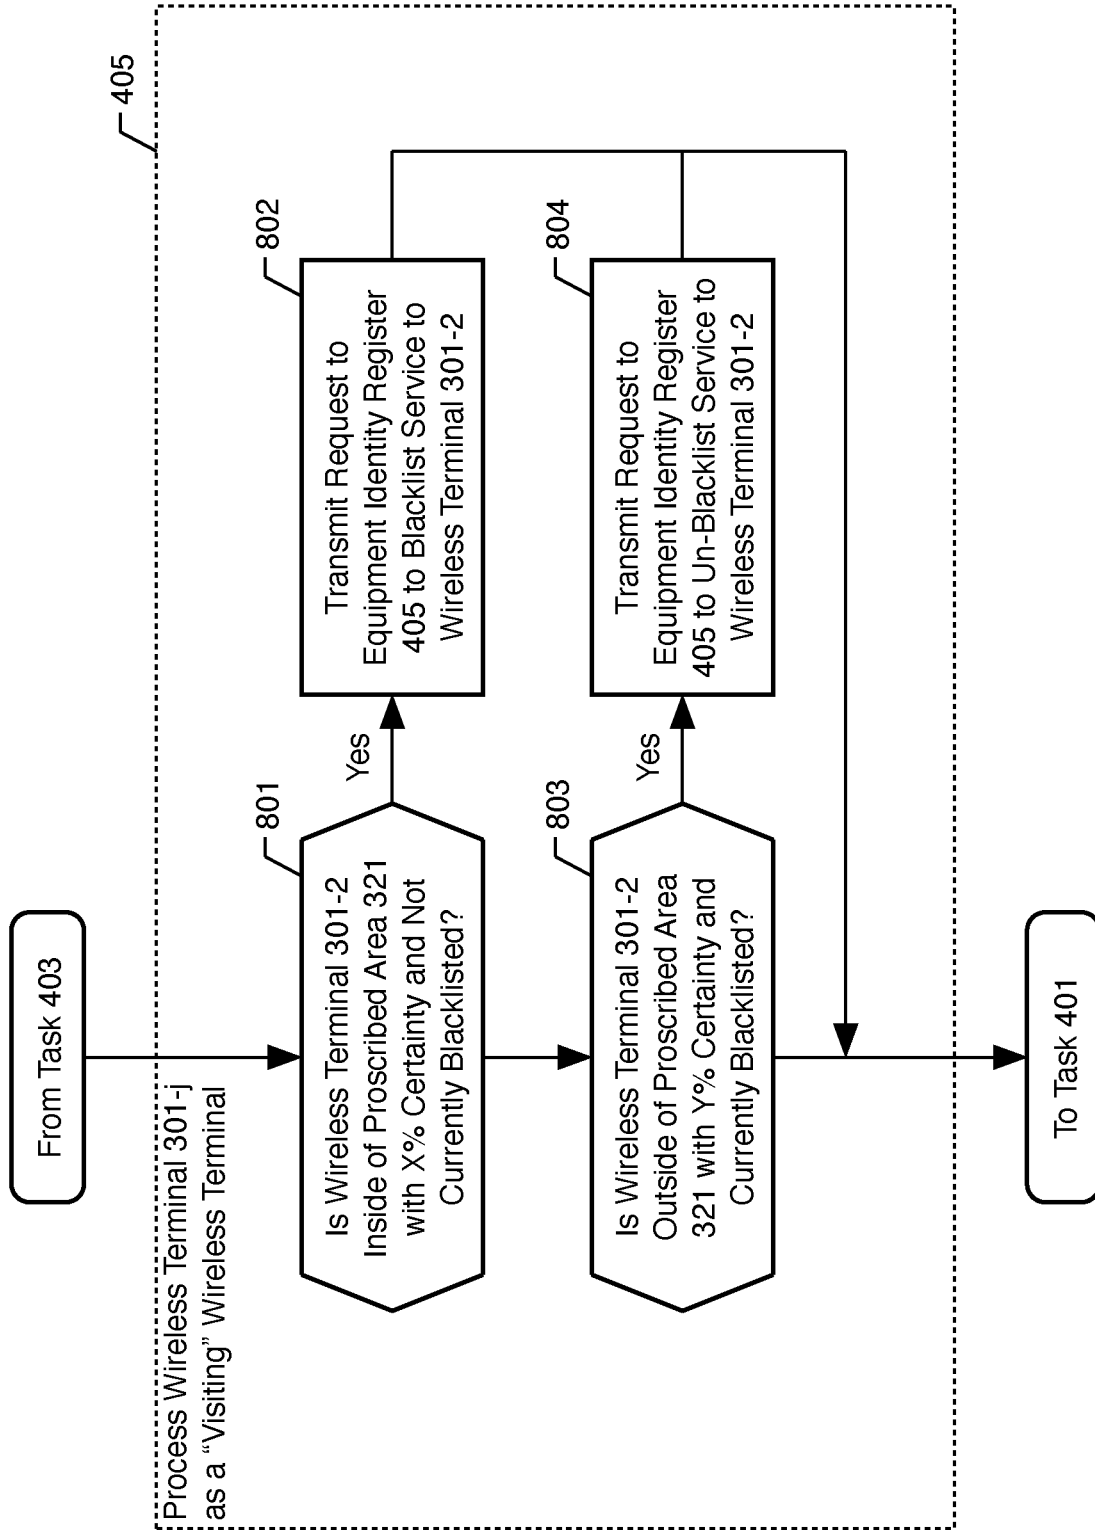 From Task 403
405
Process Wireless Terminal 301-j
as a “Visiting” Wireless Terminal
801
Is Wireless Terminal 301-2
Inside of Proscribed Area 321
with X% Certainty and Not
Currently Blacklisted?
Yes
802
Transmit Request to
Equipment Identity Register
405 to Blacklist Service to
Wireless Terminal 301-2
803
Is Wireless Terminal 301-2
Outside of Proscribed Area
321 with Y% Certainty and
Currently Blacklisted?
Yes
804
Transmit Request to
Equipment Identity Register
405 to Un-Blacklist Service to
Wireless Terminal 301-2
To Task 401